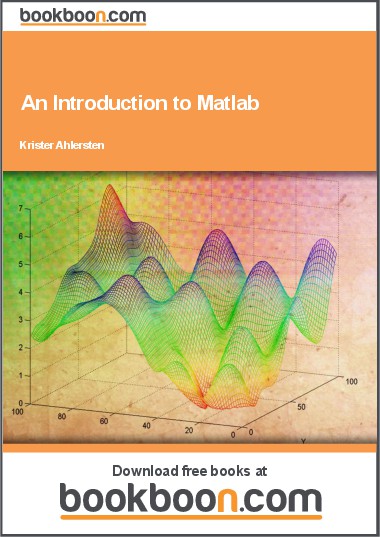 bookboon.com
An Introduction to Matlab
Krister Ahlersten
7
6
5
4
3
2
1
0
100
80
60
40
20
0
0
50
100
Y
Download free books at
bookboon.com